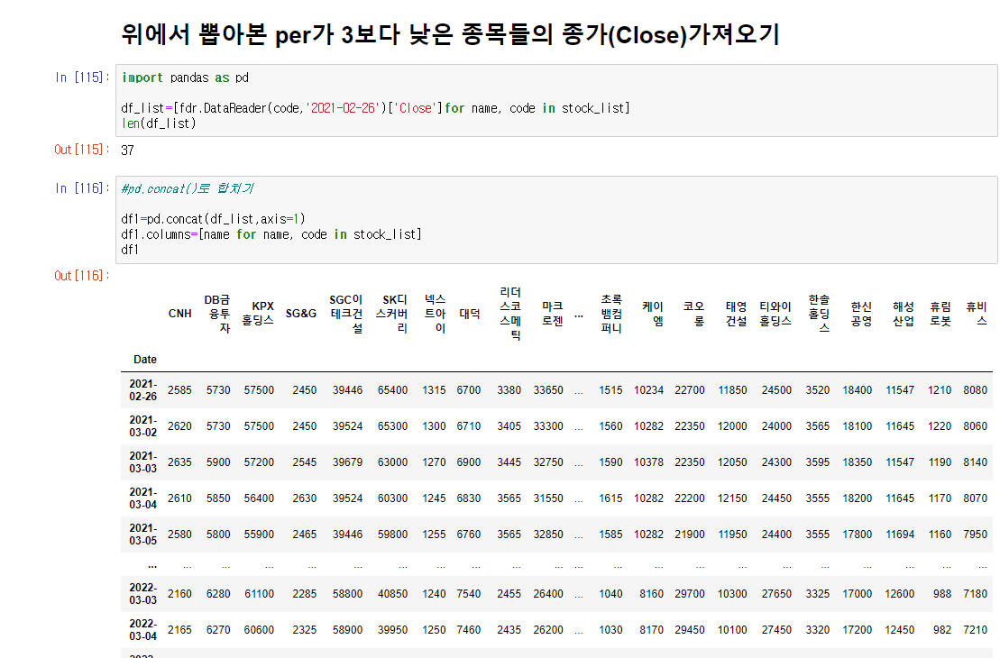 위에서 뽑아본 per가 3보다 낮은 종목들의 종가(Close)가져오기
In [115]: import pandas as pd
df_list=[fdr.DataReader(code,'2021-02-26')['Close']for name, code in stock_list]
len(df_list)
Out[115]: 37
In [116]: #pd.concat()로 합치기
df1=pd.concat(df_list,axis=1)
df1.columns=[name for name, code in stock_list]
df1
Out[116]:
CNH DB금융투자 KPX홀딩스 SG&G SGC이테크건설 SK디스커버리 넥스트아이 대덕 리더스코스메틱 마크로젠 ... 초록뱀컴퍼니 케이엠 코오롱 태영건설 티와이홀딩스 한솔홀딩스 한신공영 해성산업 휴림로봇 휴비스
Date
2021-02-26 2585 5730 57500 2450 39446 65400 1315 6700 3380 33650 ... 1515 10234 22700 11850 24500 3520 18400 11547 1210 8080
2021-03-02 2620 5730 57500 2450 39524 65300 1300 6710 3405 33300 ... 1560 10282 22350 12000 24000 3565 18100 11645 1220 8060
2021-03-03 2635 5900 57200 2545 39679 63000 1270 6900 3445 32750 ... 1590 10378 22350 12050 24300 3595 18350 11547 1190 8140
2021-03-04 2610 5850 56400 2630 39524 60300 1245 6830 3565 31550 ... 1615 10282 22200 12150 24450 3555 18200 11645 1170 8070
2021-03-05 2580 5800 55900 2465 39446 59800 1255 6760 3565 32850 ... 1585 10282 21900 11950 24400 3555 17800 11694 1160 7950
... ... ... ... ... ... ... ... ... ... ... ... ... ... ... ... ... ... ... ... ... ...
2022-03-03 2160 6280 61100 2285 58800 40850 1240 7540 2455 26400 ... 1040 8160 29700 10300 27650 3325 17000 12600 988 7180
2022-03-04 2165 6270 60600 2325 58900 39950 1250 7460 2435 26200 ... 1030 8170 29450 10100 27450 3320 17200 12450 982 7210